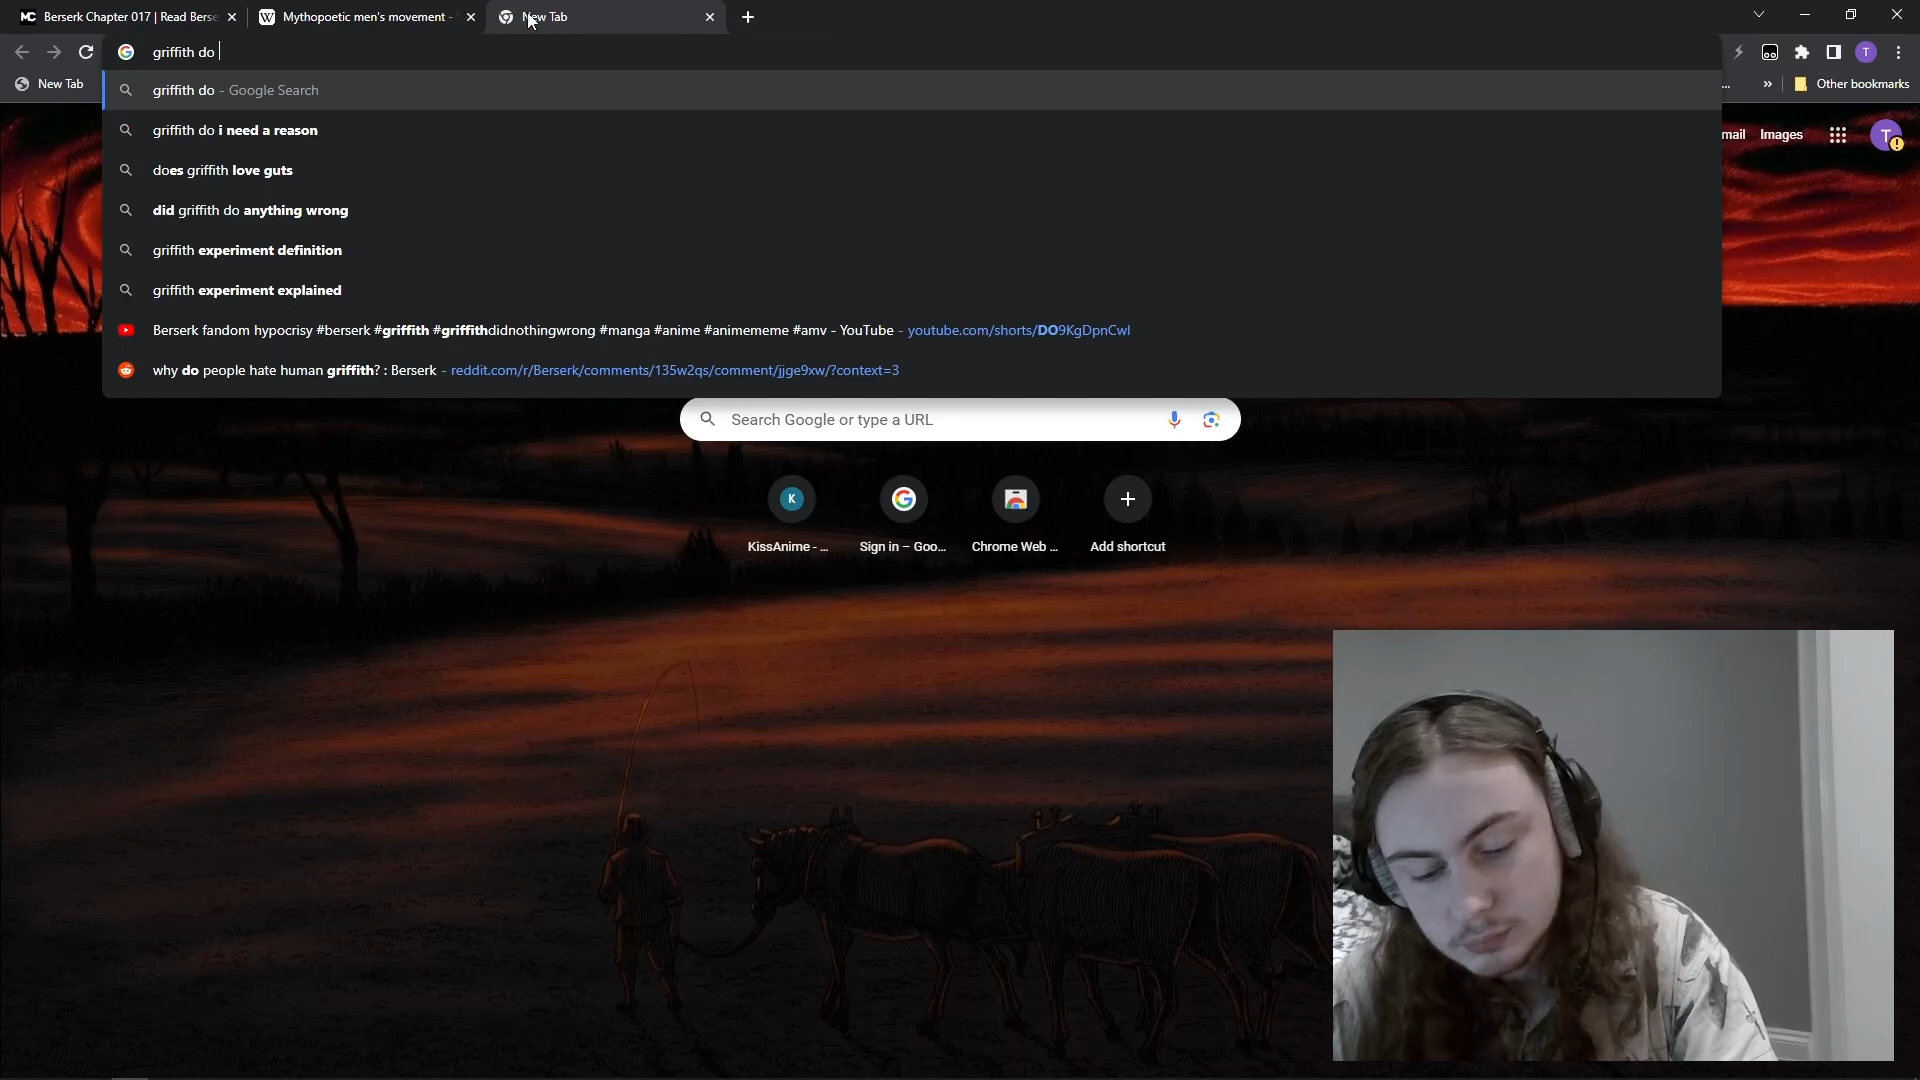 Berserk Chapter 017 | Read Berse
Mythopoetic men's movement -
New Tab
griffith do
New Tab
Other bookmarks
griffith do - Google Search
griffith do i need a reason
mail Images
T
does griffith love guts
did griffith do anything wrong
griffith experiment definition
griffith experiment explained
Berserk fandom hypocrisy #berserk #griffith #griffithdidnothingwrong #manga #anime #animememe #amv - YouTube - youtube.com/shorts/DO9KgDpnCwI
why do people hate human griffith? : Berserk - reddit.com/r/Berserk/comments/135w2qs/comment/jjge9xw/?context=3
Search Google or type a URL
K
KissAnime - ... Sign in – Goo... Chrome Web ... Add shortcut